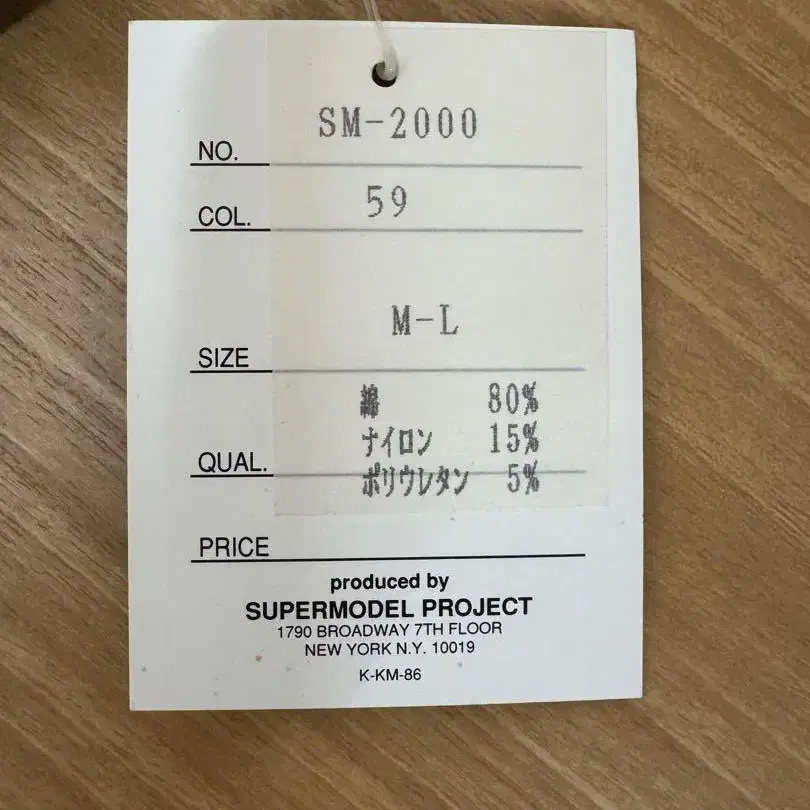 NO. SM-2000
COL. 59
SIZE M-L
綿 80%
ナイロン 15%
QUAL. ポリウレタン 5%
PRICE
produced by
SUPERMODEL PROJECT
1790 BROADWAY 7TH FLOOR
NEW YORK N.Y. 10019
K-KM-86